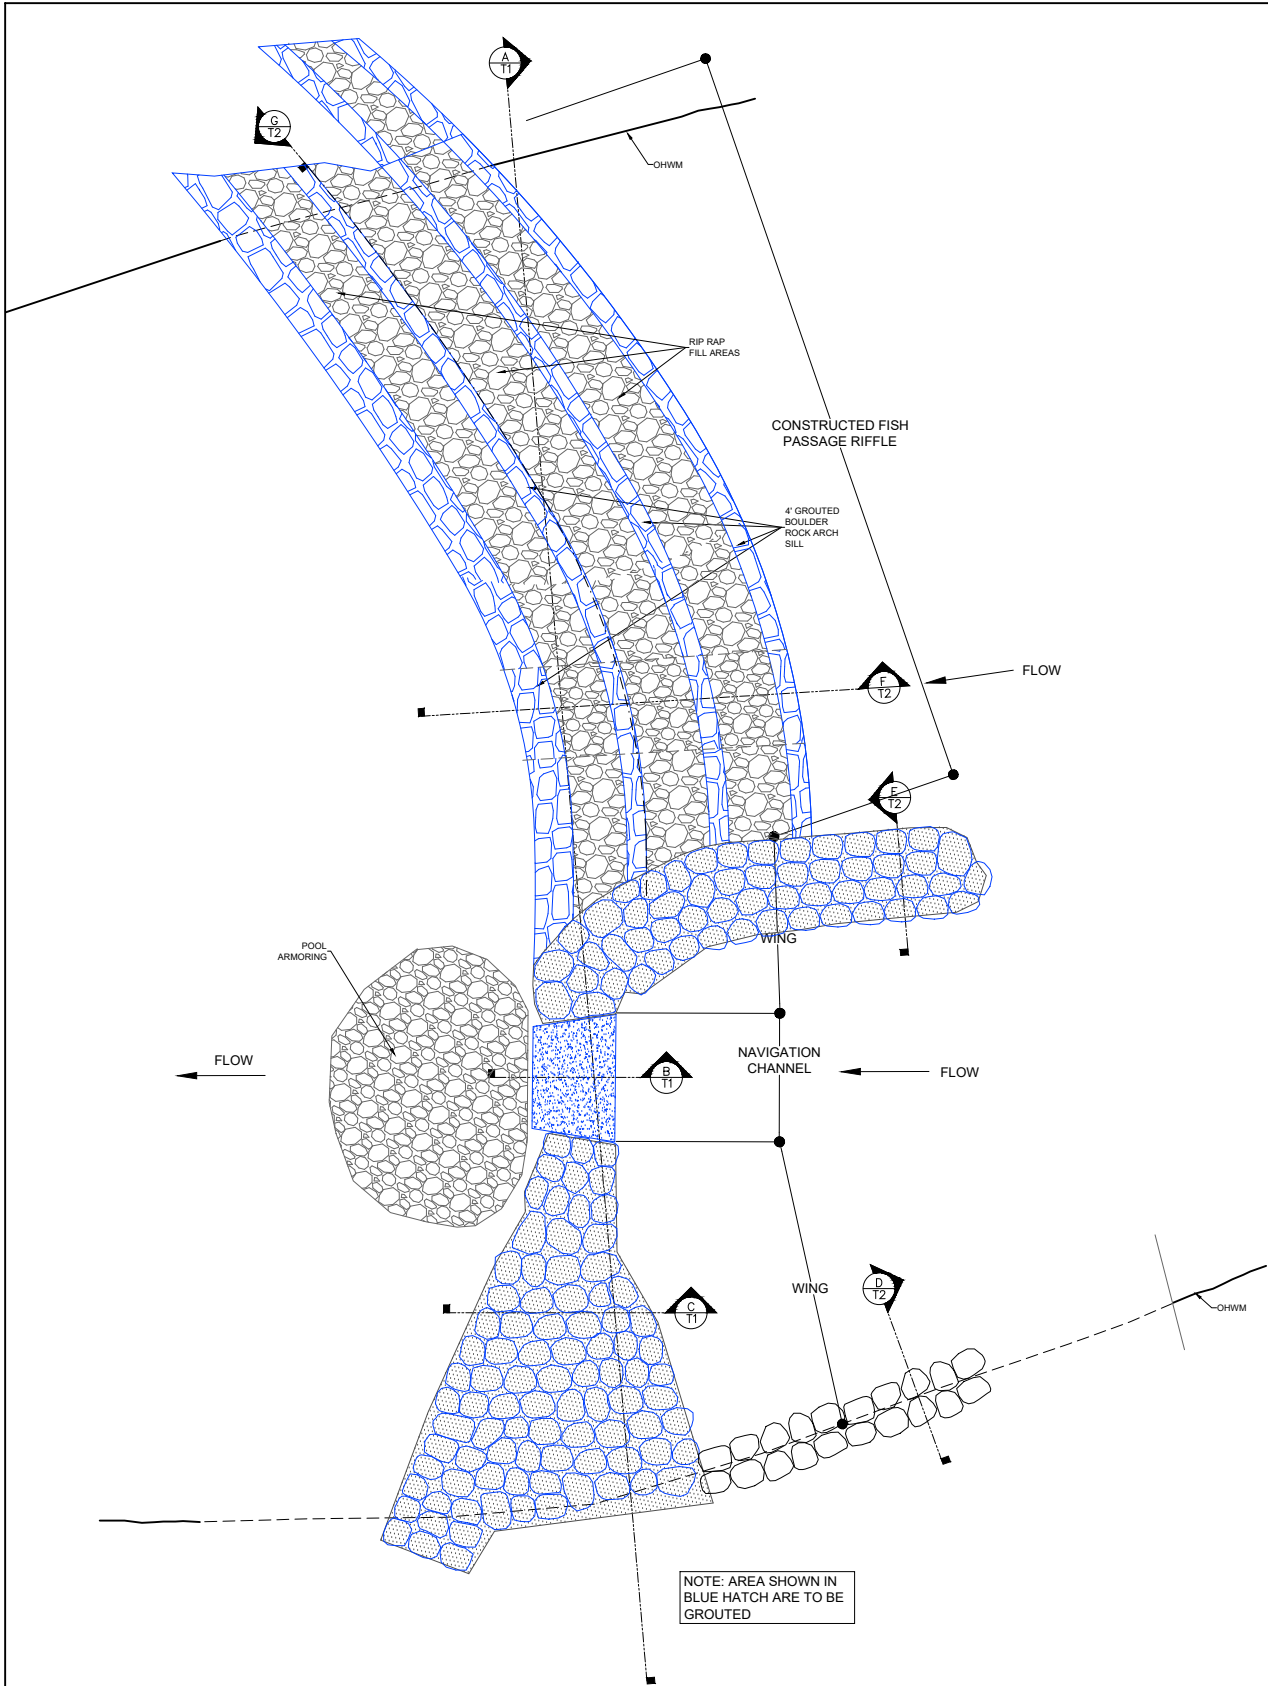 A
T1
G
T2
OHWM
RIP RAP
FILL AREAS
CONSTRUCTED FISH
PASSAGE RIFFLE
4' GROUTED
BOULDER
ROCK ARCH
SILL
F
T2
FLOW
E
T2
WING
POOL
ARMORING
FLOW
B
T1
NAVIGATION
CHANNEL
FLOW
WING
D
T2
C
T1
OHWM
NOTE: AREA SHOWN IN
BLUE HATCH ARE TO BE
GROUTED